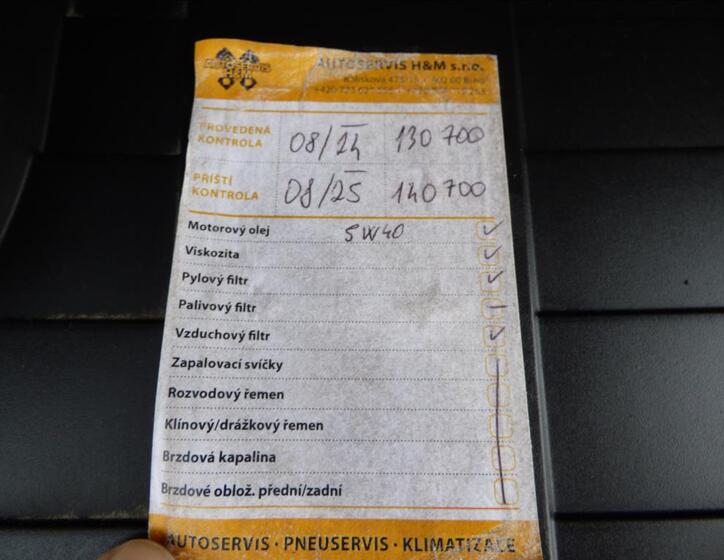 AUTOSERVIS H&M
AUTOSERVIS H&M s.r.o.
PROVEDENÁ KONTROLA 08/24 130 700
PŘÍŠTÍ KONTROLA 08/25 140 700
Motorový olej 5W40 ✓
Viskozita ✓
Pylový filtr ✓
Palivový filtr
Vzduchový filtr ✓
Zapalovací svíčky
Rozvodový řemen
Klínový/drážkový řemen
Brzdová kapalina
Brzdové oblož. přední/zadní
AUTOSERVIS · PNEUSERVIS · KLIMATIZACE